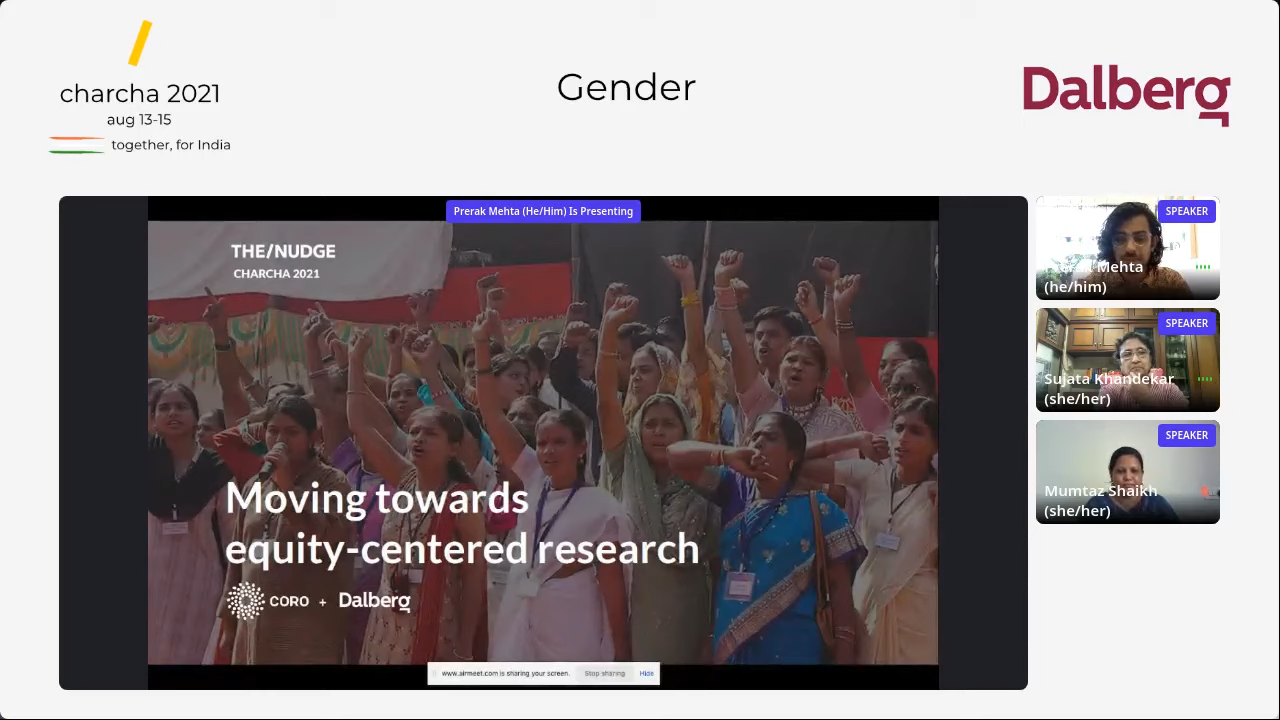 charcha 2021
aug 13-15
together, for India
Gender
Dalberg
Prerak Mehta (He/Him) Is Presenting
THE/NUDGE
CHARCHA 2021
Moving towards
equity-centered research
CORO + Dalberg
www.airmeet.com is sharing your screen. Stop sharing Hide
SPEAKER
Mehta
(he/him)
SPEAKER
Sujata Khandekar
(she/her)
SPEAKER
Mumtaz Shaikh
(she/her)